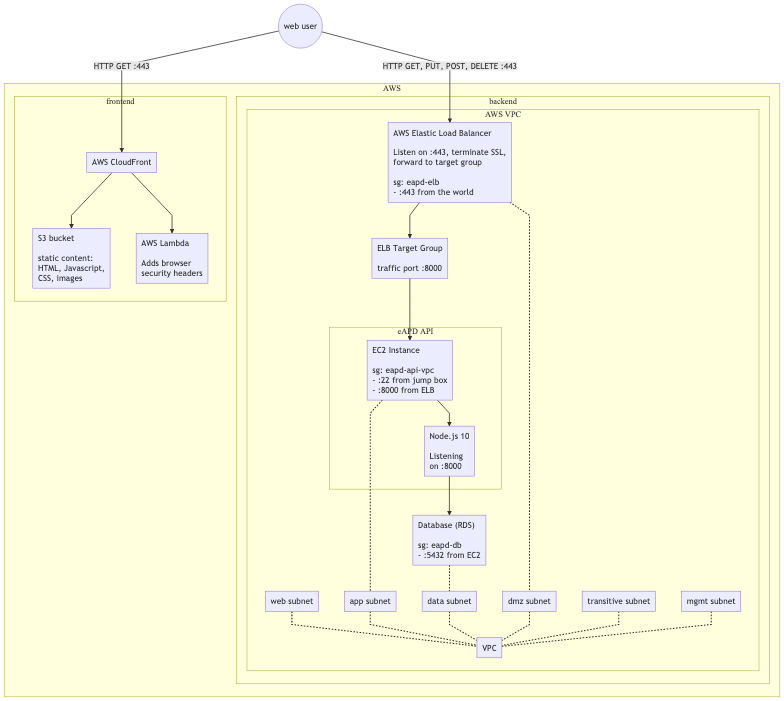 web user
HTTP GET :443
HTTP GET, PUT, POST, DELETE :443
AWS
frontend
backend
AWS VPC
AWS CloudFront
S3 bucket
static content:
HTML, Javascript,
CSS, images
AWS Lambda
Adds browser
security headers
AWS Elastic Load Balancer
Listen on :443, terminate SSL,
forward to target group
sg: eapd-elb
- :443 from the world
ELB Target Group
traffic port :8000
eAPD API
EC2 Instance
sg: eapd-api-vpc
- :22 from jump box
- :8000 from ELB
Node.js 10
Listening
on :8000
Database (RDS)
sg: eapd-db
- :5432 from EC2
web subnet
app subnet
data subnet
dmz subnet
transitive subnet
mgmt subnet
VPC